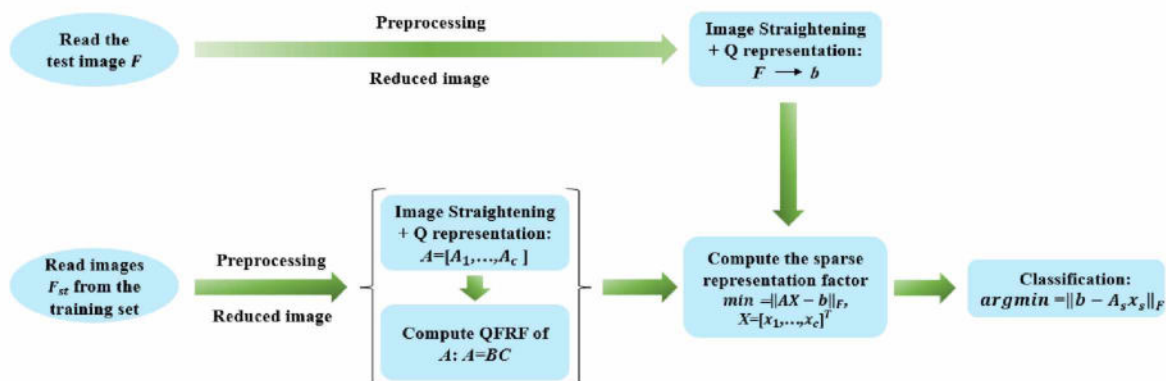 Read the
test image F
Preprocessing
Reduced image
Image Straightening
+ Q representation:
F ⟶ b
Read images
F_{st} from the
training set
Preprocessing
Reduced image
Image Straightening
+ Q representation:
A=[A_1,…,A_c ]
Compute QFRF of
A: A=BC
Compute the sparse
representation factor
min =‖AX − b‖_F,
X=[x_1,…,x_c]^T
Classification:
argmin =‖b − A_s x_s‖_F